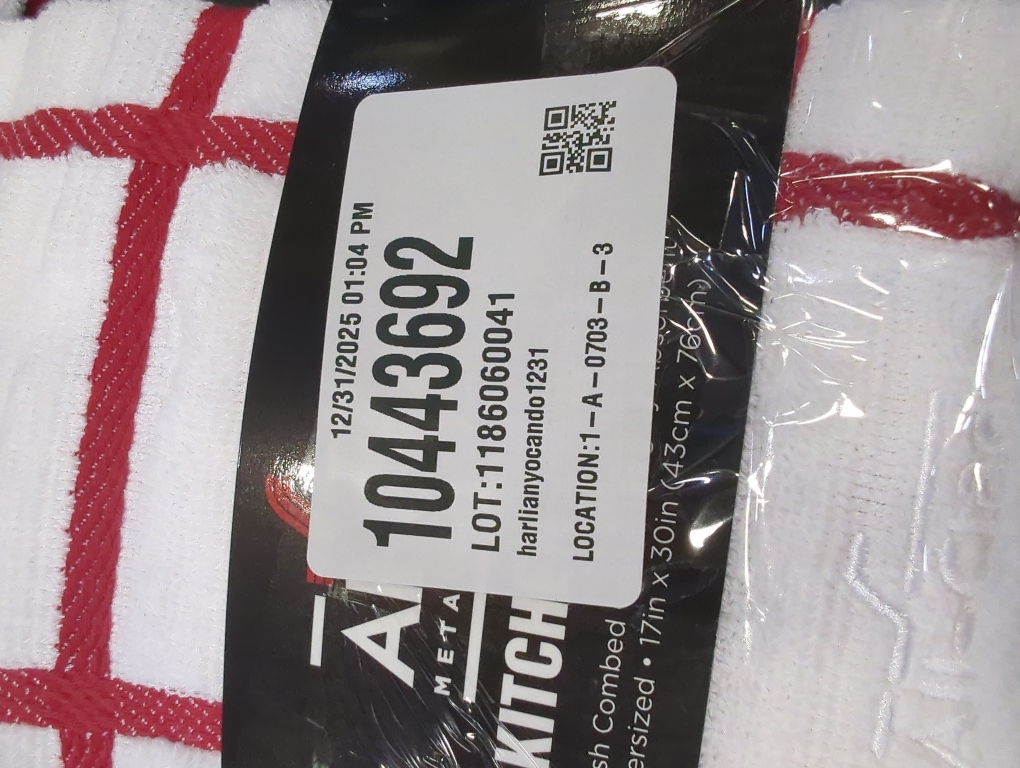 12/31/2025 01:04 PM
10443692
LOT:1186060041
harlianyocando1231
LOCATION:1-A-0703-B-3
META
KITCH
sh Combed
ersized • 17in x 30in (43cm x 76cm)